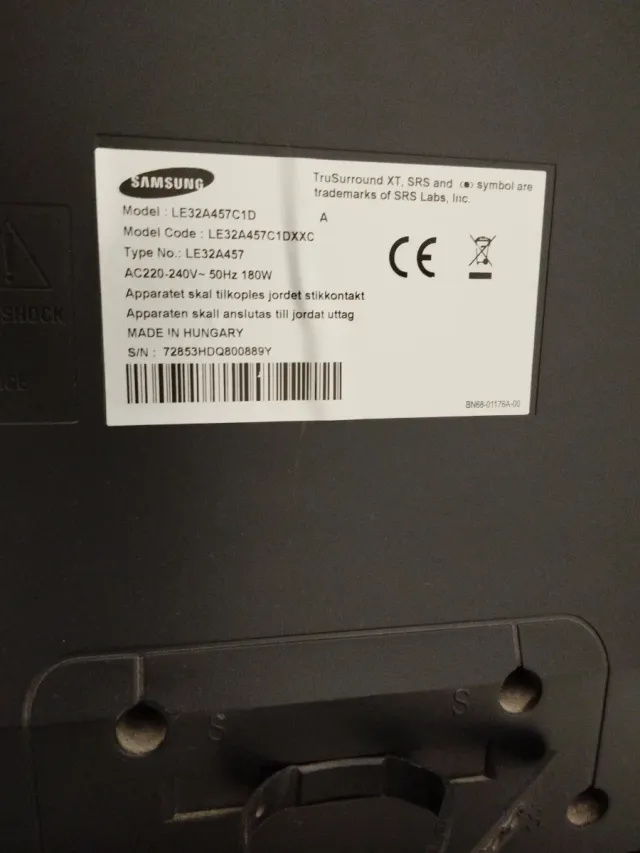 SAMSUNG
TruSurround XT, SRS and (●) symbol are
trademarks of SRS Labs, Inc.
Model : LE32A457C1D A
Model Code : LE32A457C1DXXC
Type No.: LE32A457
AC220-240V~ 50Hz 180W
Apparatet skal tilkoples jordet stikkontakt
Apparaten skall anslutas till jordat uttag
MADE IN HUNGARY
S/N : 72853HDQ800889Y
CE
BN68-01176A-00
SHOCK
S
S